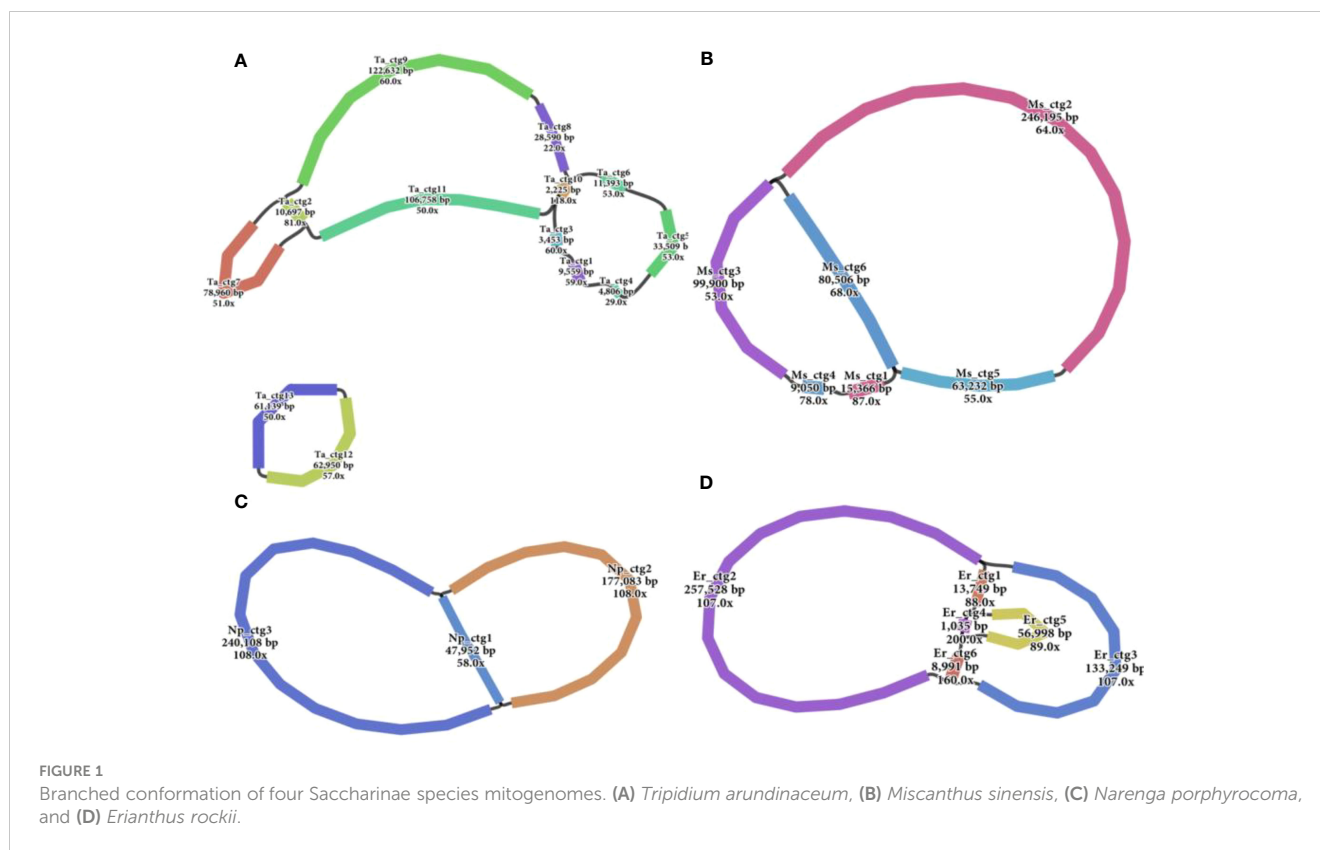 A
Ta_ctg9
122,632 bp
60.0x
Ta_ctg8
28,590 bp
22.0x
Ta_ctg10
2,225 bp
118.0x
Ta_ctg6
11,393 bp
53.0x
Ta_ctg11
106,758 bp
50.0x
Ta_ctg2
10,697 bp
81.0x
Ta_ctg3
3,453 bp
60.0x
Ta_ctg5
33,509 b
53.0x
Ta_ctg1
9,559 bp
59.0x
Ta_ctg4
4,806 bp
29.0x
Ta_ctg7
78,960 bp
51.0x
Ta_ctg13
61,139 bp
50.0x
Ta_ctg12
62,950 bp
57.0x
B
Ms_ctg2
246,195 bp
64.0x
Ms_ctg3
99,900 bp
53.0x
Ms_ctg6
80,506 bp
68.0x
Ms_ctg4
9,050 bp
78.0x
Ms_ctg1
15,366 bp
87.0x
Ms_ctg5
63,232 bp
55.0x
C
Np_ctg2
177,083 bp
108.0x
Np_ctg3
240,108 bp
108.0x
Np_ctg1
47,952 bp
58.0x
D
Er_ctg2
257,528 bp
107.0x
Er_ctg1
13,749 bp
88.0x
Er_ctg4
1,035 bp
200.0x
Er_ctg5
56,998 bp
89.0x
Er_ctg6
8,991 bp
160.0x
Er_ctg3
133,249 bp
107.0x
FIGURE 1
Branched conformation of four Saccharinae species mitogenomes. (A) Tripidium arundinaceum, (B) Miscanthus sinensis, (C) Narenga porphyrocoma,
and (D) Erianthus rockii.